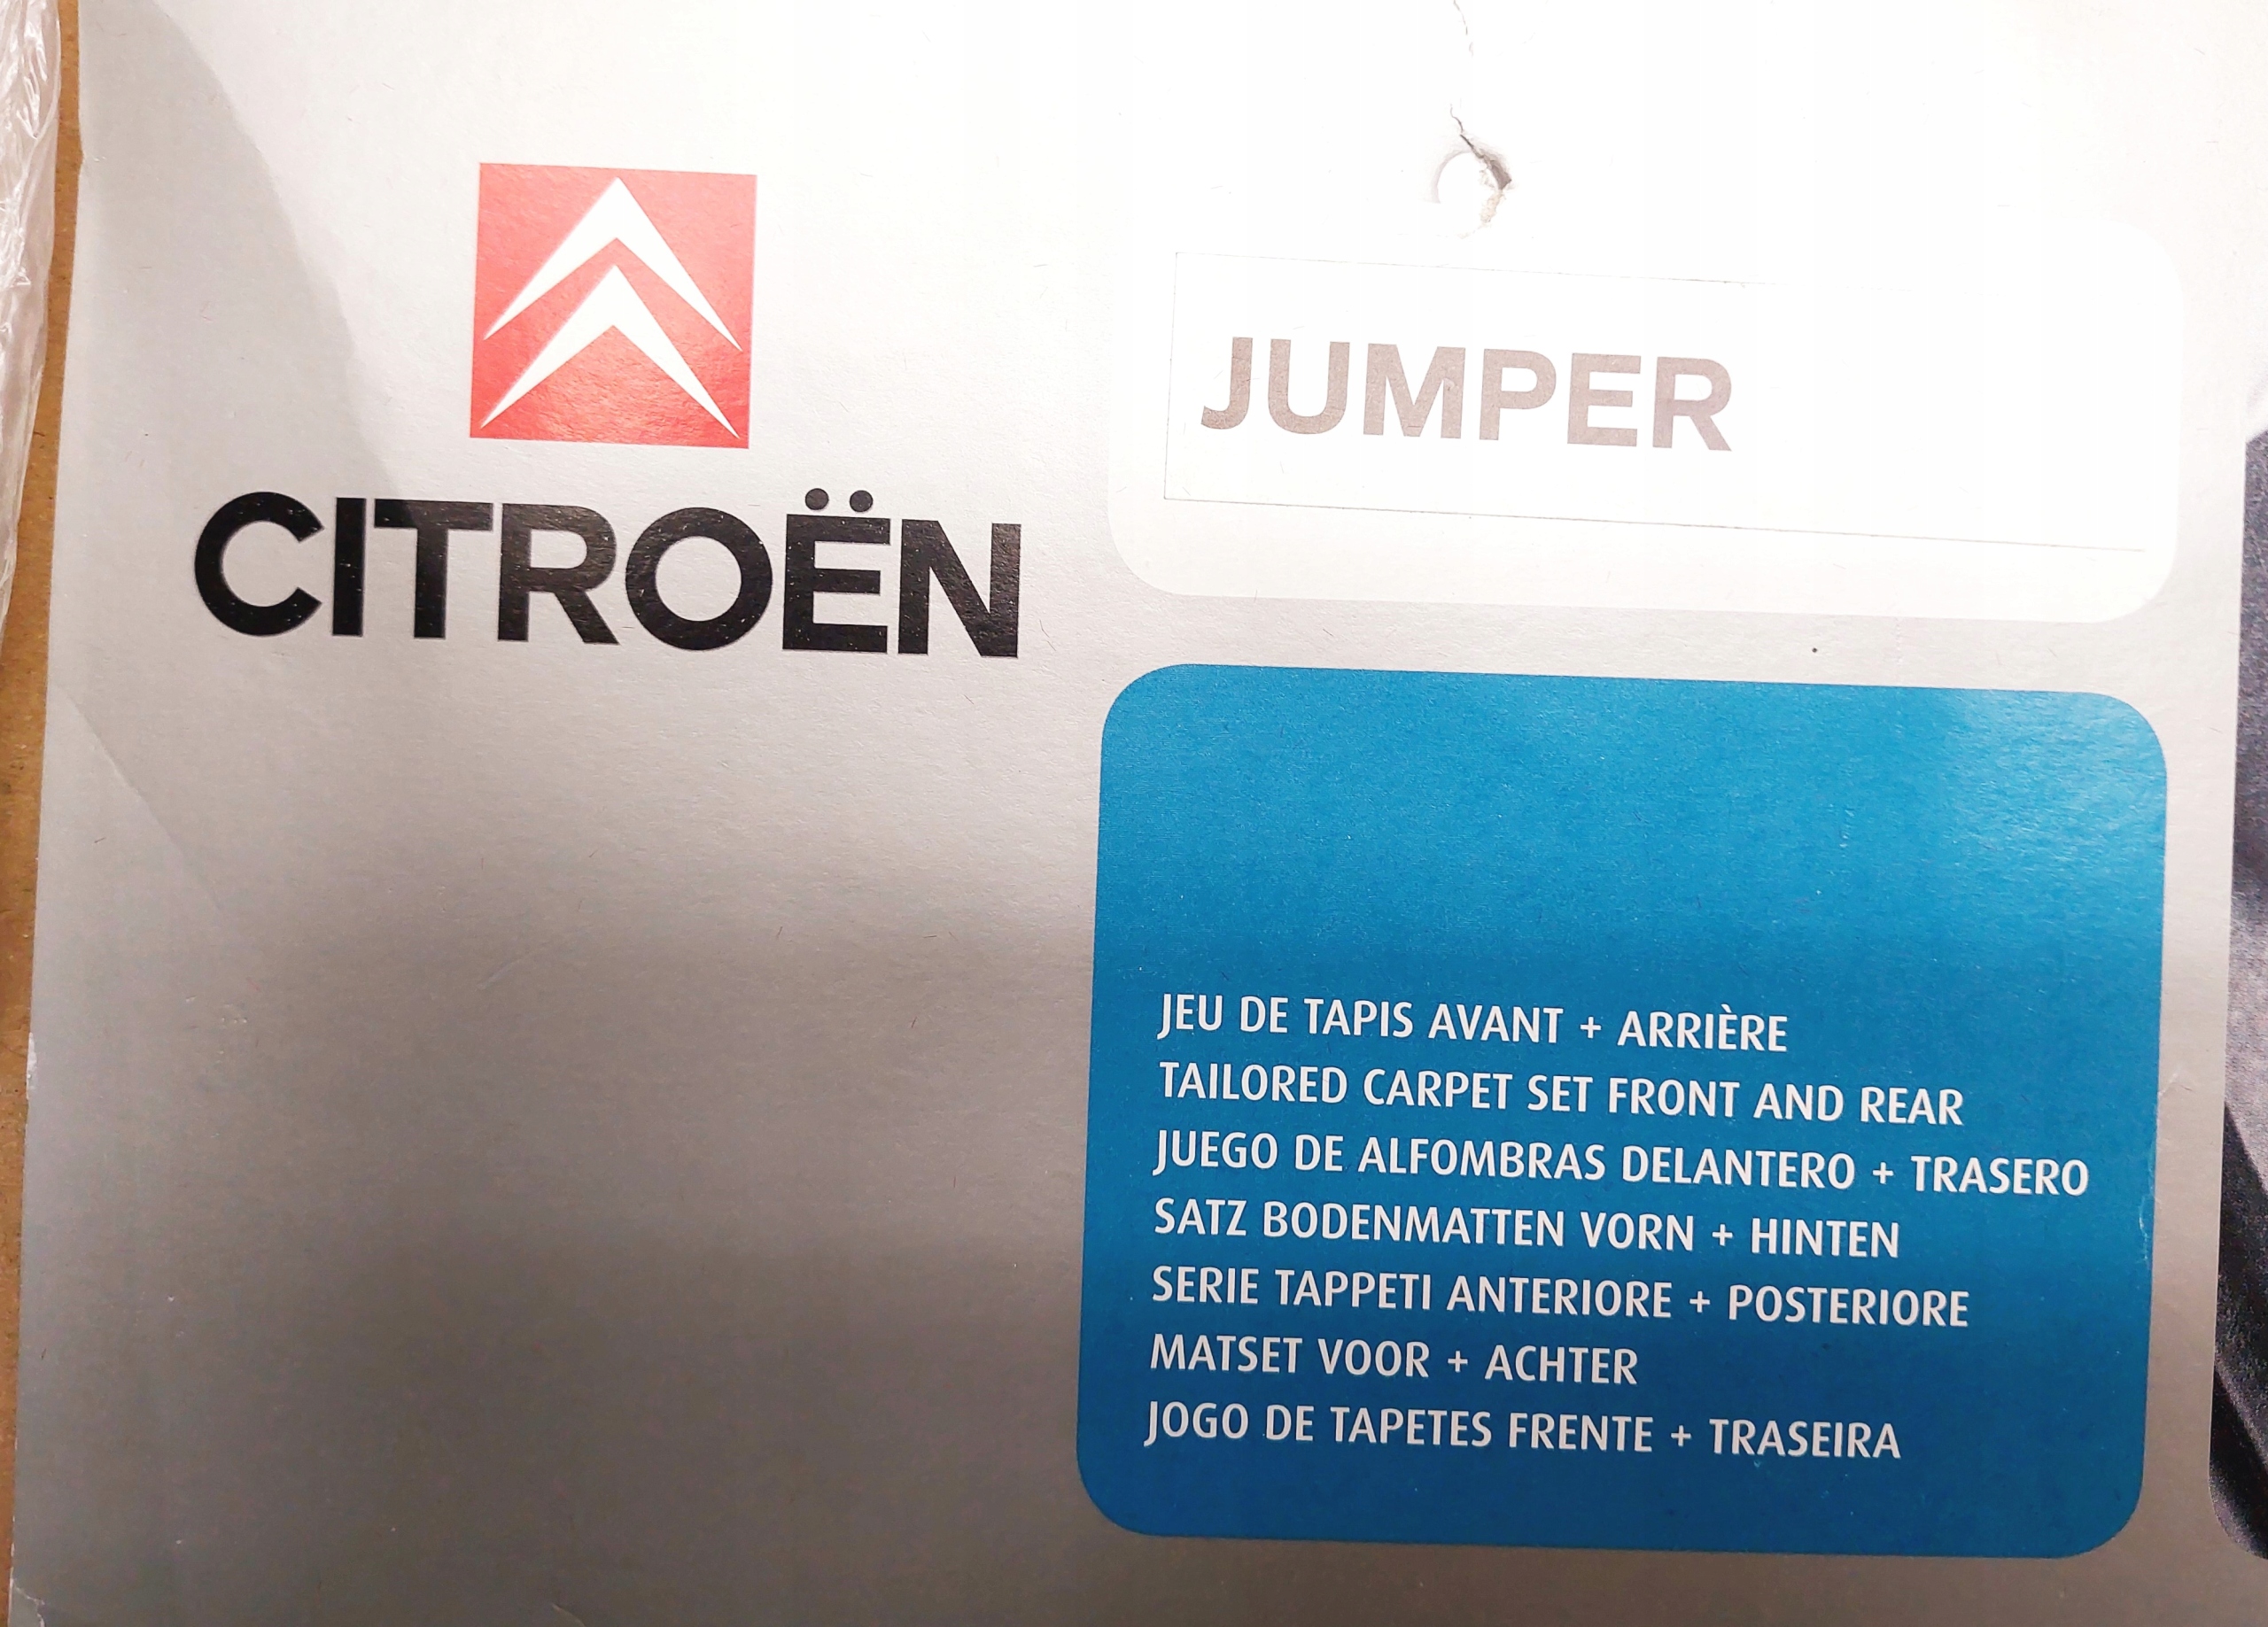 CITROËN
JUMPER
JEU DE TAPIS AVANT + ARRIÈRE
TAILORED CARPET SET FRONT AND REAR
JUEGO DE ALFOMBRAS DELANTERO + TRASERO
SATZ BODENMATTEN VORN + HINTEN
SERIE TAPPETI ANTERIORE + POSTERIORE
MATSET VOOR + ACHTER
JOGO DE TAPETES FRENTE + TRASEIRA